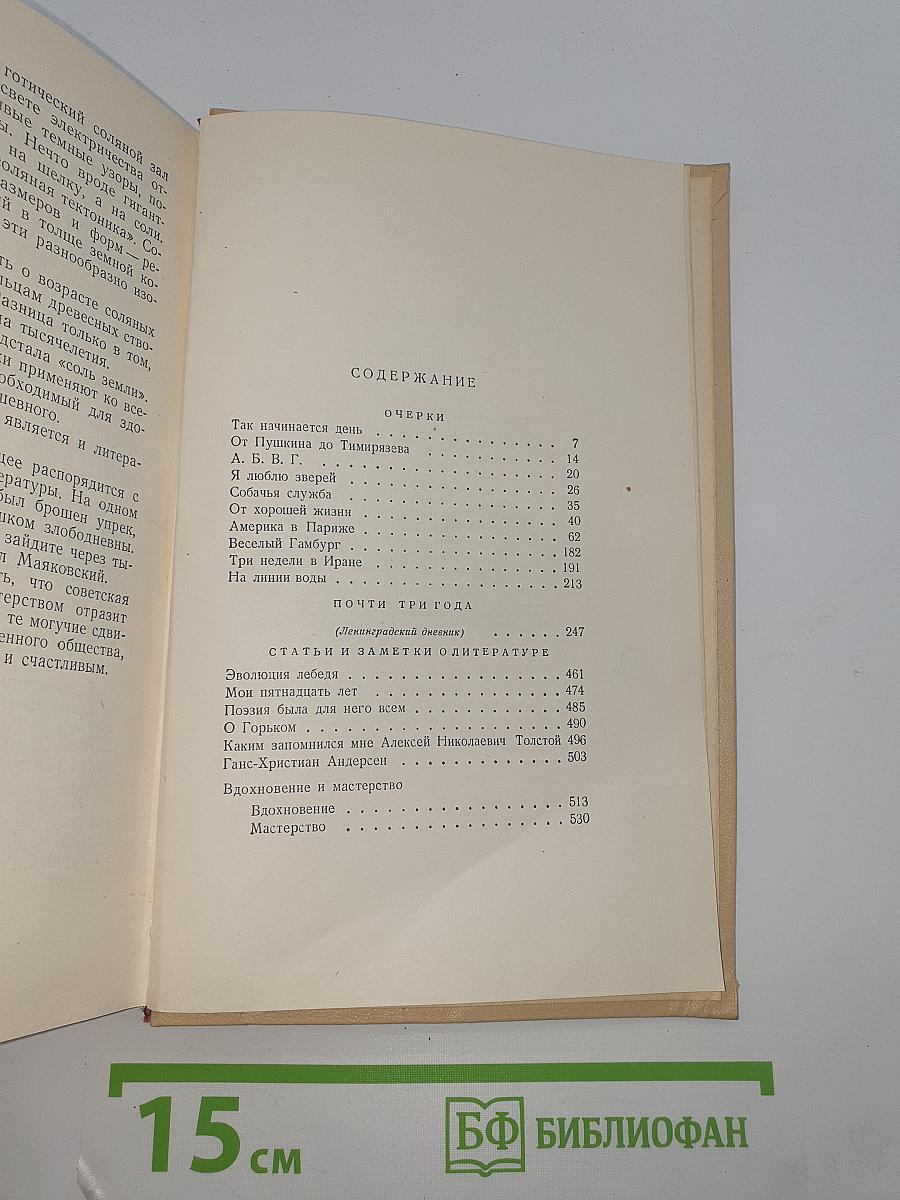 готический соляной зал
свете электричества от-
темные узоры, по-
Нечто вроде гигант-
на шелку, а на соли.
соляная тектоника». Со-
размеров и форм — ре-
в толще земной ко-
эти разнообразно изо-
о возрасте соляных
древесных ство-
разница только в том,
тысячелетия.
«соль земли».
применяют ко все-
необходимый для здо-
является и литера-
распорядится с
литературы. На одном
был брошен упрек,
злободневны.
зайдите через ты-
Маяковский.
что советская
отразит
те могучие сдви-
общества,
и счастливым.
СОДЕРЖАНИЕ
ОЧЕРКИ
Так начинается день . . . . . . . . . . . . 7
От Пушкина до Тимирязева . . . . . . . . . 14
А. Б. В. Г. . . . . . . . . . . . . . . . 20
Я люблю зверей . . . . . . . . . . . . . . 26
Собачья служба . . . . . . . . . . . . . . 35
От хорошей жизни . . . . . . . . . . . . . 40
Америка в Париже . . . . . . . . . . . . . 62
Веселый Гамбург . . . . . . . . . . . . . . 182
Три недели в Иране . . . . . . . . . . . . 191
На линии воды . . . . . . . . . . . . . . . 213
ПОЧТИ ТРИ ГОДА
(Ленинградский дневник) . . . . . . 247
СТАТЬИ И ЗАМЕТКИ О ЛИТЕРАТУРЕ
Эволюция лебедя . . . . . . . . . . . . . . 461
Мои пятнадцать лет . . . . . . . . . . . . 474
Поэзия была для него всем . . . . . . . . . 485
О Горьком . . . . . . . . . . . . . . . . . 490
Каким запомнился мне Алексей Николаевич Толстой 496
Ганс-Христиан Андерсен . . . . . . . . . . 503
Вдохновение и мастерство
Вдохновение . . . . . . . . . . . . . . . . 513
Мастерство . . . . . . . . . . . . . . . . 530
15 см
БФ БИБЛИОФАН